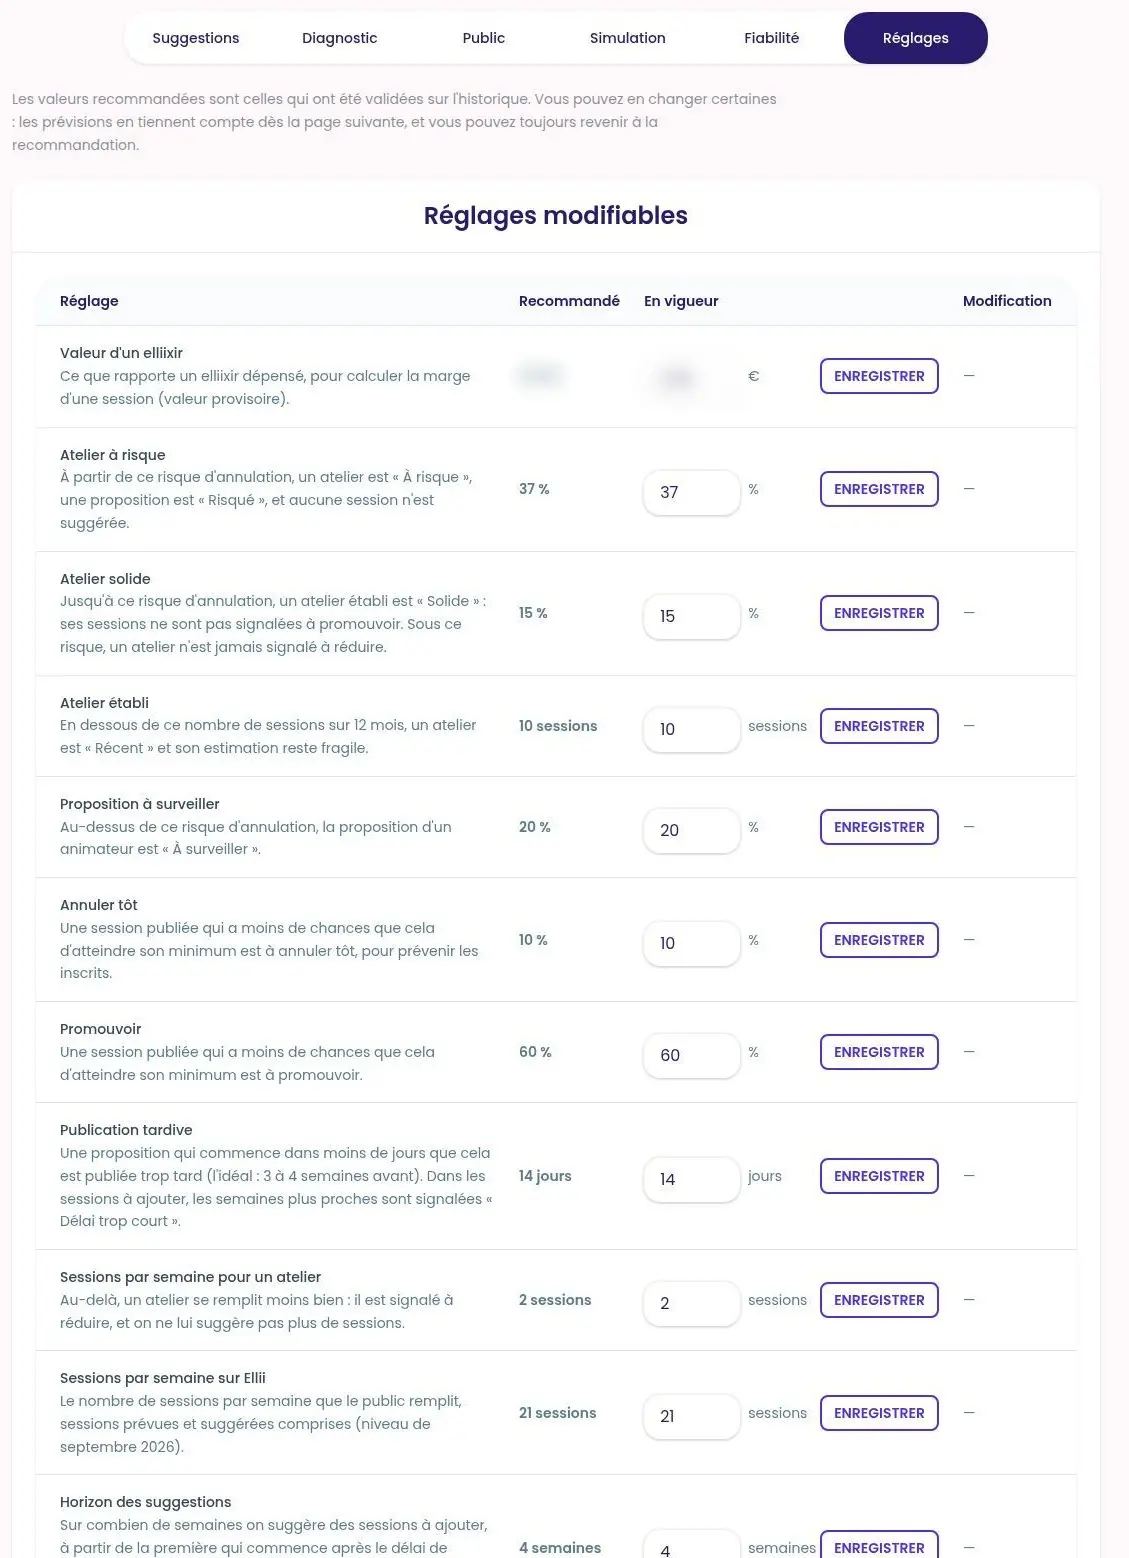 Suggestions Diagnostic Public Simulation Fiabilité Réglages
Les valeurs recommandées sont celles qui ont été validées sur l'historique. Vous pouvez en changer certaines
: les prévisions en tiennent compte dès la page suivante, et vous pouvez toujours revenir à la
recommandation.
Réglages modifiables
Réglage Recommandé En vigueur Modification
Valeur d'un elliixir
Ce que rapporte un elliixir dépensé, pour calculer la marge
d'une session (valeur provisoire).
€ ENREGISTRER —
Atelier à risque
À partir de ce risque d'annulation, un atelier est « À risque »,
une proposition est « Risqué », et aucune session n'est
suggérée.
37 % 37 % ENREGISTRER —
Atelier solide
Jusqu'à ce risque d'annulation, un atelier établi est « Solide » :
ses sessions ne sont pas signalées à promouvoir. Sous ce
risque, un atelier n'est jamais signalé à réduire.
15 % 15 % ENREGISTRER —
Atelier établi
En dessous de ce nombre de sessions sur 12 mois, un atelier
est « Récent » et son estimation reste fragile.
10 sessions 10 sessions ENREGISTRER —
Proposition à surveiller
Au-dessus de ce risque d'annulation, la proposition d'un
animateur est « À surveiller ».
20 % 20 % ENREGISTRER —
Annuler tôt
Une session publiée qui a moins de chances que cela
d'atteindre son minimum est à annuler tôt, pour prévenir les
inscrits.
10 % 10 % ENREGISTRER —
Promouvoir
Une session publiée qui a moins de chances que cela
d'atteindre son minimum est à promouvoir.
60 % 60 % ENREGISTRER —
Publication tardive
Une proposition qui commence dans moins de jours que cela
est publiée trop tard (l'idéal : 3 à 4 semaines avant). Dans les
sessions à ajouter, les semaines plus proches sont signalées «
Délai trop court ».
14 jours 14 jours ENREGISTRER —
Sessions par semaine pour un atelier
Au-delà, un atelier se remplit moins bien : il est signalé à
réduire, et on ne lui suggère pas plus de sessions.
2 sessions 2 sessions ENREGISTRER —
Sessions par semaine sur Ellii
Le nombre de sessions par semaine que le public remplit,
sessions prévues et suggérées comprises (niveau de
septembre 2026).
21 sessions 21 sessions ENREGISTRER —
Horizon des suggestions
Sur combien de semaines on suggère des sessions à ajouter,
à partir de la première qui commence après le délai de
4 semaines 4 semaines ENREGISTRER —